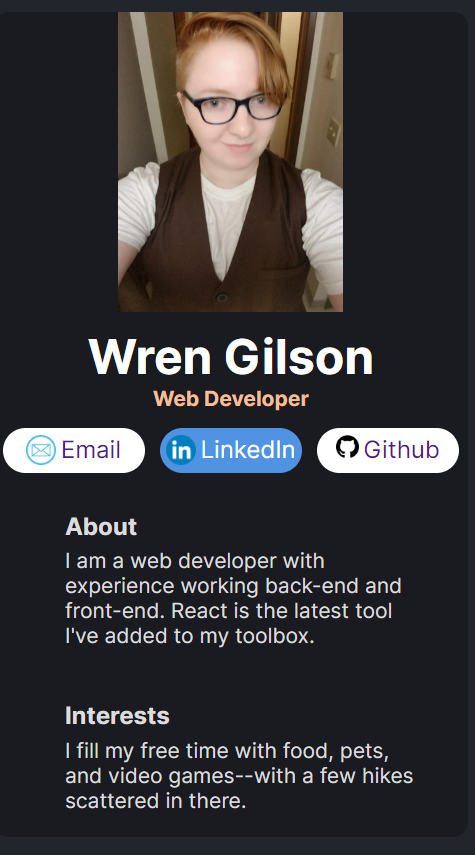 Wren Gilson
Web Developer
Email
LinkedIn
Github
About
I am a web developer with
experience working back-end and
front-end. React is the latest tool
I've added to my toolbox.
Interests
I fill my free time with food, pets,
and video games--with a few hikes
scattered in there.